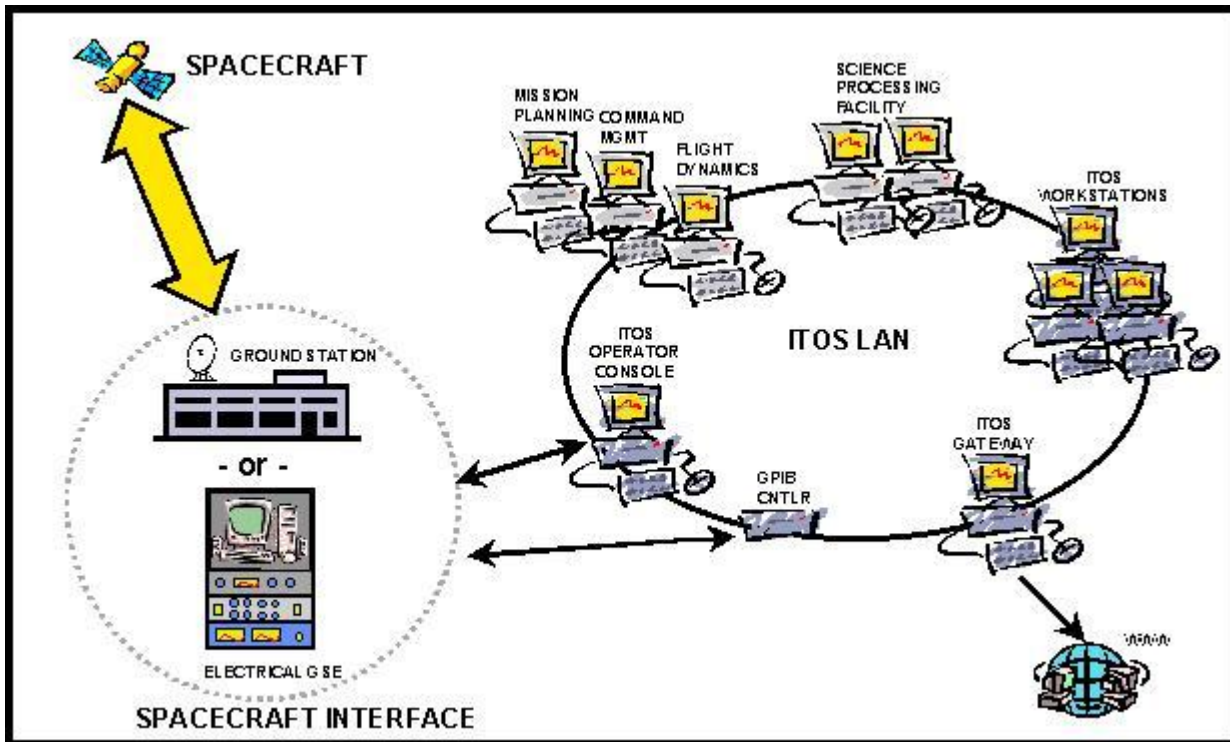 SPACECRAFT
MISSION
PLANNING
COMMAND
MGMT
FLIGHT
DYNAMICS
SCIENCE
PROCESSING
FACILITY
ITOS
WORKSTATIONS
ITOS LAN
GROUND STATION
- or -
ELECTRICAL GSE
SPACECRAFT INTERFACE
ITOS
OPERATOR
CONSOLE
GPIB
CNTLR
ITOS
GATEWAY
WWW